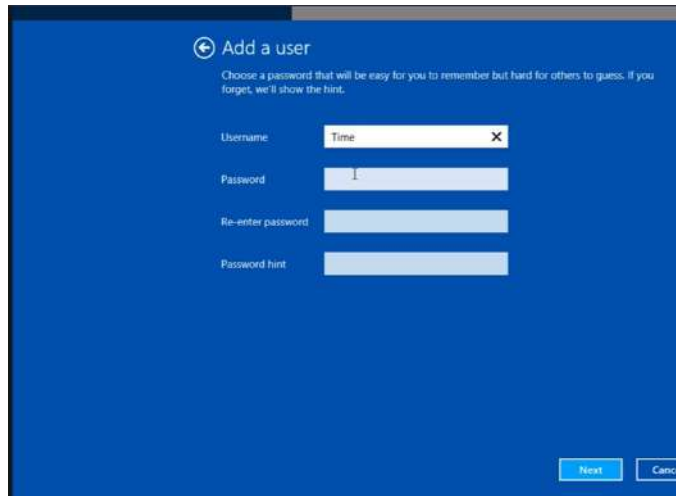 Add a user
Choose a password that will be easy for you to remember but hard for others to guess. If you
forget, we'll show the hint.
Username
Time
Password
Re-enter password
Password hint
Next
Canc